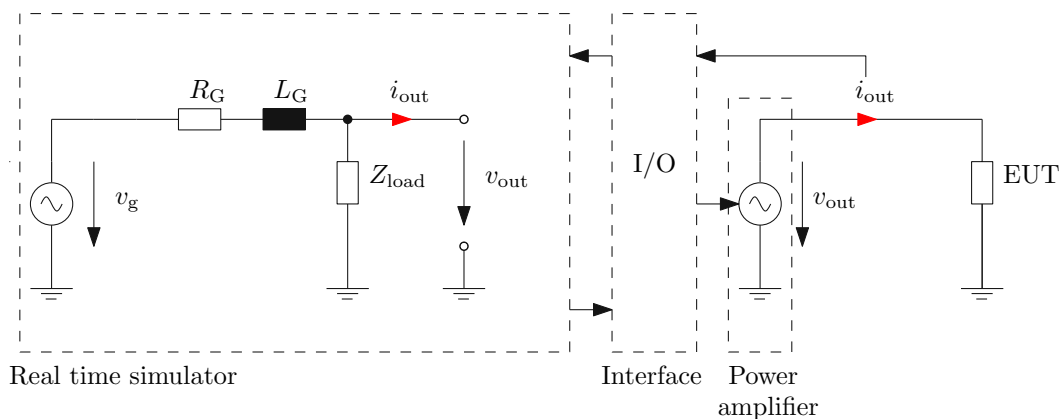 R_G
L_G
i_out
i_out
v_g
Z_load
v_out
I/O
v_out
EUT
Real time simulator
Interface
Power
amplifier